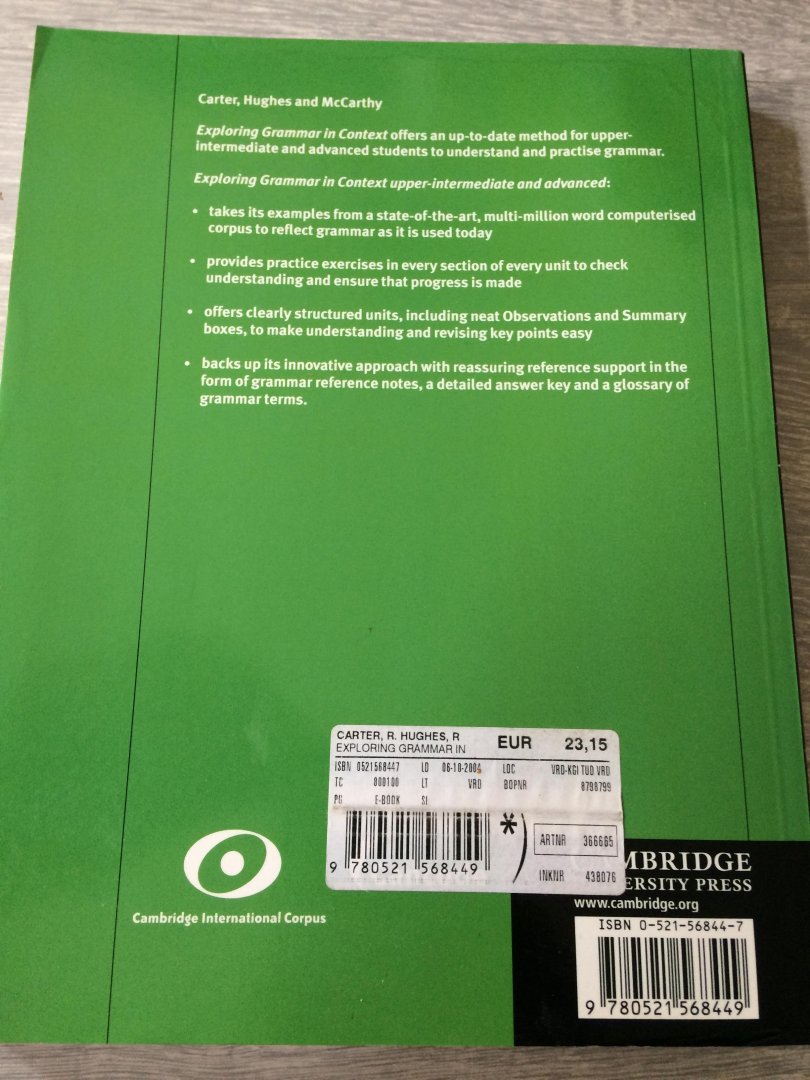 Carter, Hughes and McCarthy
Exploring Grammar in Context offers an up-to-date method for upper-
intermediate and advanced students to understand and practise grammar.
Exploring Grammar in Context upper-intermediate and advanced:
• takes its examples from a state-of-the-art, multi-million word computerised
corpus to reflect grammar as it is used today
• provides practice exercises in every section of every unit to check
understanding and ensure that progress is made
• offers clearly structured units, including neat Observations and Summary
boxes, to make understanding and revising key points easy
• backs up its innovative approach with reassuring reference support in the
form of grammar reference notes, a detailed answer key and a glossary of
grammar terms.
CARTER, R. HUGHES, R EUR 23,15
EXPLORING GRAMMAR IN
ISBN 0521568447 LD 06-10-2004 LOC VRD-KGI TUD VRD
TC 800100 LT VRD BOPNR 8798799
PG E-BOOK SL
* ARTNR 366665
9 780521 568449 INKNR 438076
MBRIDGE
ERSITY PRESS
www.cambridge.org
Cambridge International Corpus
ISBN 0-521-56844-7
9 780521 568449